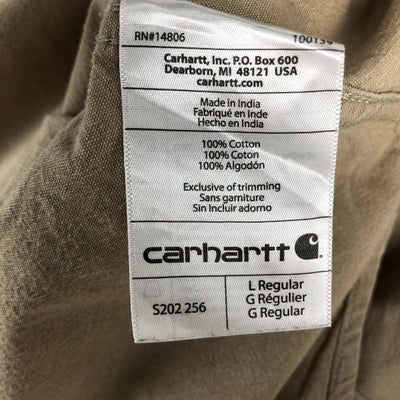 RN#14806 100139
Carhartt, Inc. P.O. Box 600
Dearborn, MI 48121 USA
carhartt.com
Made in India
Fabriqué en Inde
Hecho en India
100% Cotton
100% Coton
100% Algodón
Exclusive of trimming
Sans garniture
Sin Incluir adorno
carhartt
S202 256
L Regular
G Régulier
G Regular